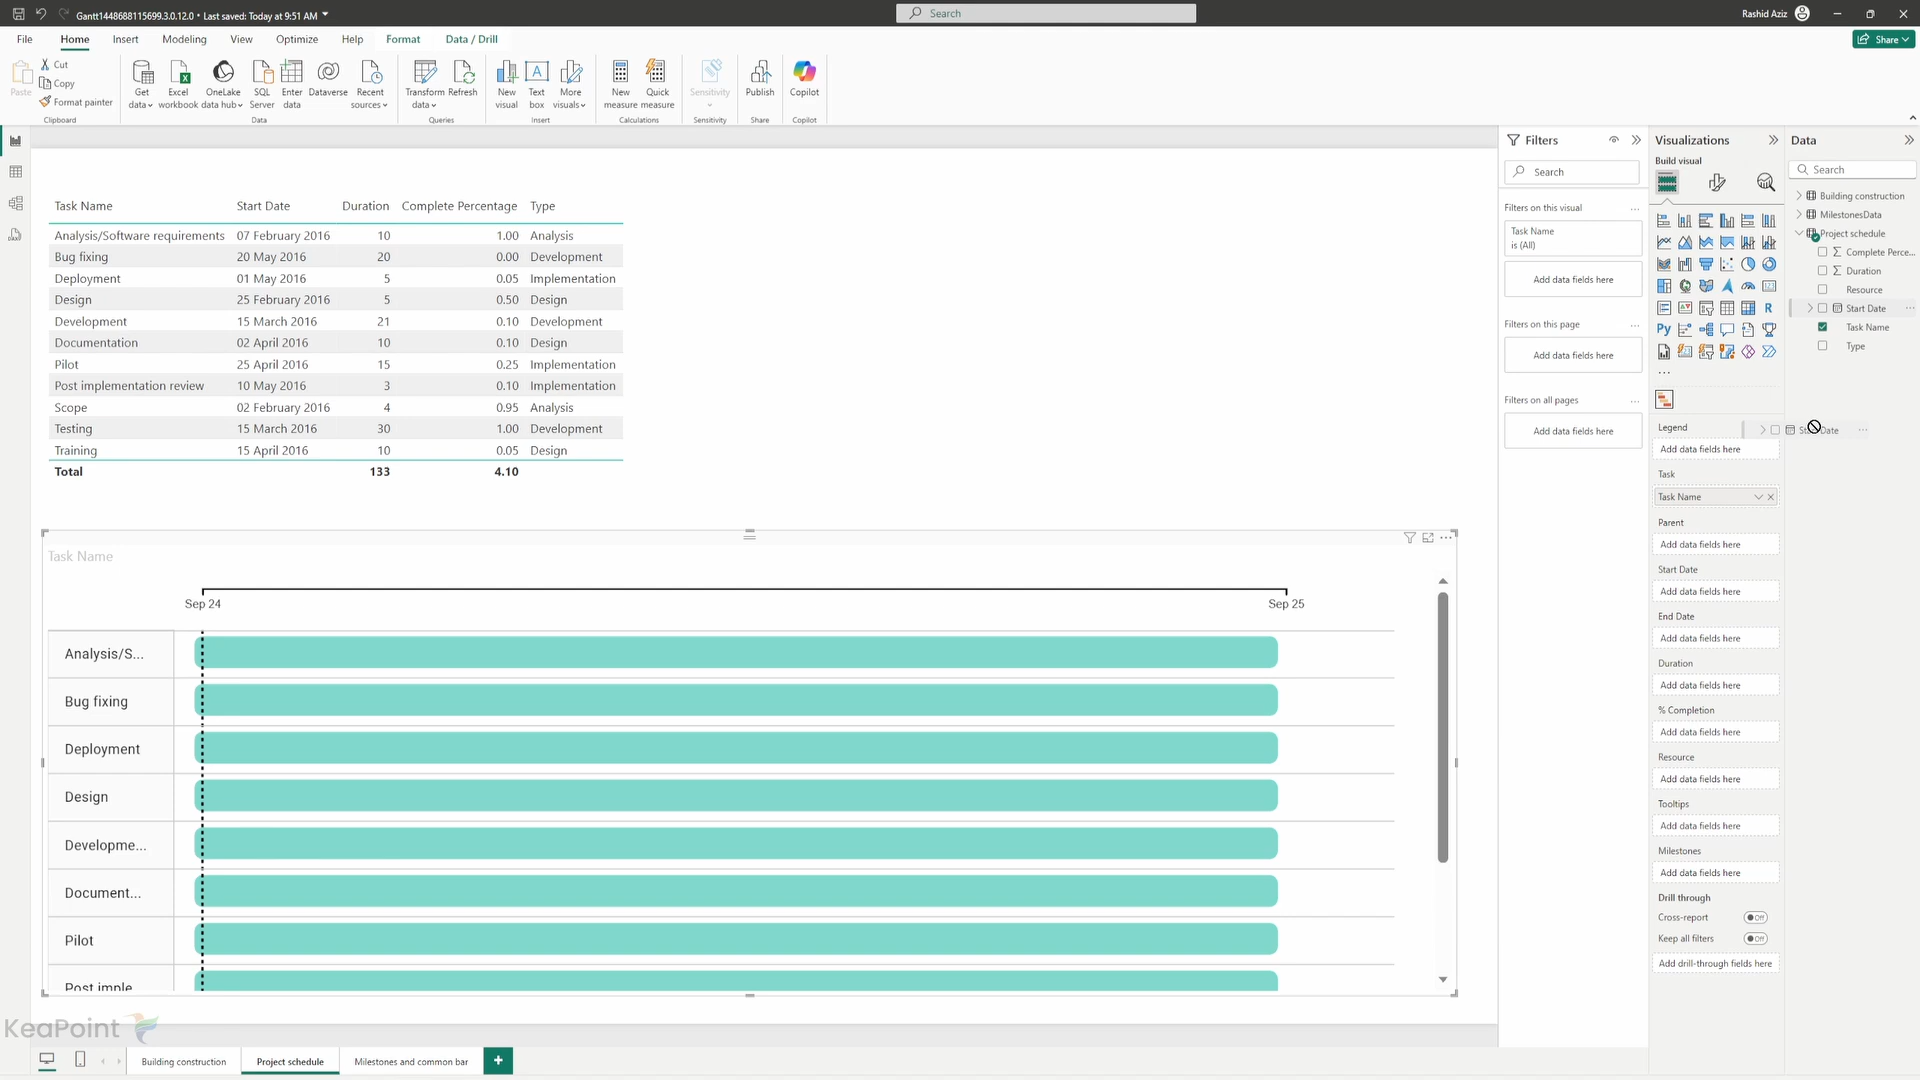 Gantt1448688115699.3.0.12.0 • Last saved: Today at 9:51 AM
Search
Rashid Aziz
File
Home
Insert
Modeling
View
Optimize
Help
Format
Data / Drill
Share
Paste
Cut
Copy
Format painter
Clipboard
Get data
Excel workbook
OneLake data hub
SQL Server
Enter data
Dataverse
Recent sources
Data
Transform data
Refresh
Queries
New visual
Text box
More visuals
Insert
New measure
Quick measure
Calculations
Sensitivity
Sensitivity
Publish
Share
Copilot
Copilot
Task Name Start Date Duration Complete Percentage Type
Analysis/Software requirements 07 February 2016 10 1.00 Analysis
Bug fixing 20 May 2016 20 0.00 Development
Deployment 01 May 2016 5 0.05 Implementation
Design 25 February 2016 5 0.50 Design
Development 15 March 2016 21 0.10 Development
Documentation 02 April 2016 10 0.10 Design
Pilot 25 April 2016 15 0.25 Implementation
Post implementation review 10 May 2016 3 0.10 Implementation
Scope 02 February 2016 4 0.95 Analysis
Testing 15 March 2016 30 1.00 Development
Training 15 April 2016 10 0.05 Design
Total 133 4.10
Task Name
Sep 24
Sep 25
Analysis/S...
Bug fixing
Deployment
Design
Developme...
Document...
Pilot
Post imple
KeaPoint
Building construction
Project schedule
Milestones and common bar
+
Filters
Search
Filters on this visual
Task Name
is (All)
Add data fields here
Filters on this page
Add data fields here
Filters on all pages
Add data fields here
Visualizations
Build visual
R
Py
Legend
Add data fields here
Task
Task Name
Parent
Add data fields here
Start Date
Add data fields here
End Date
Add data fields here
Duration
Add data fields here
% Completion
Add data fields here
Resource
Add data fields here
Tooltips
Add data fields here
Milestones
Add data fields here
Drill through
Cross-report
Off
Keep all filters
Off
Add drill-through fields here
Data
Search
Building construction
MilestonesData
Project schedule
Σ Complete Perce...
Σ Duration
Resource
Start Date
Task Name
Type
Start Date